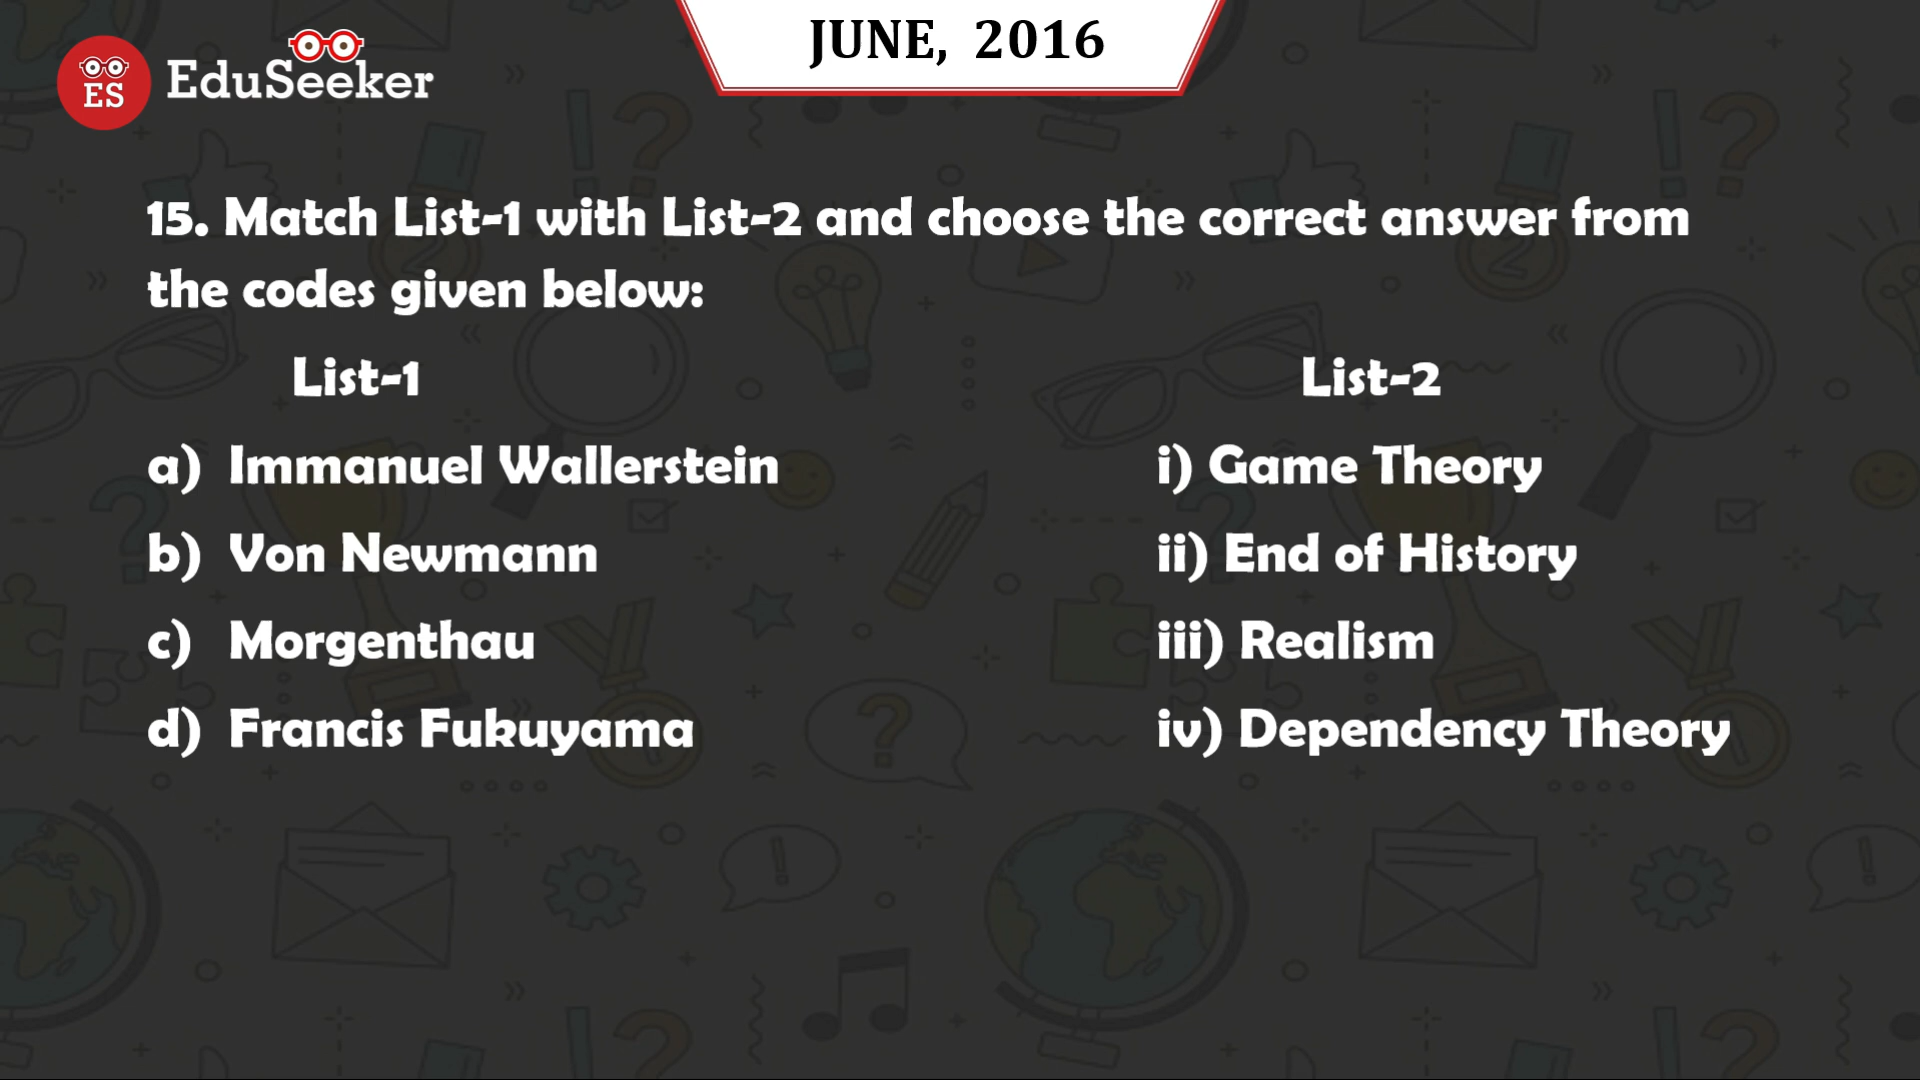 JUNE, 2016
ES EduSeeker
15. Match List-1 with List-2 and choose the correct answer from
the codes given below:
List-1 List-2
a) Immanuel Wallerstein i) Game Theory
b) Von Newmann ii) End of History
c) Morgenthau iii) Realism
d) Francis Fukuyama iv) Dependency Theory